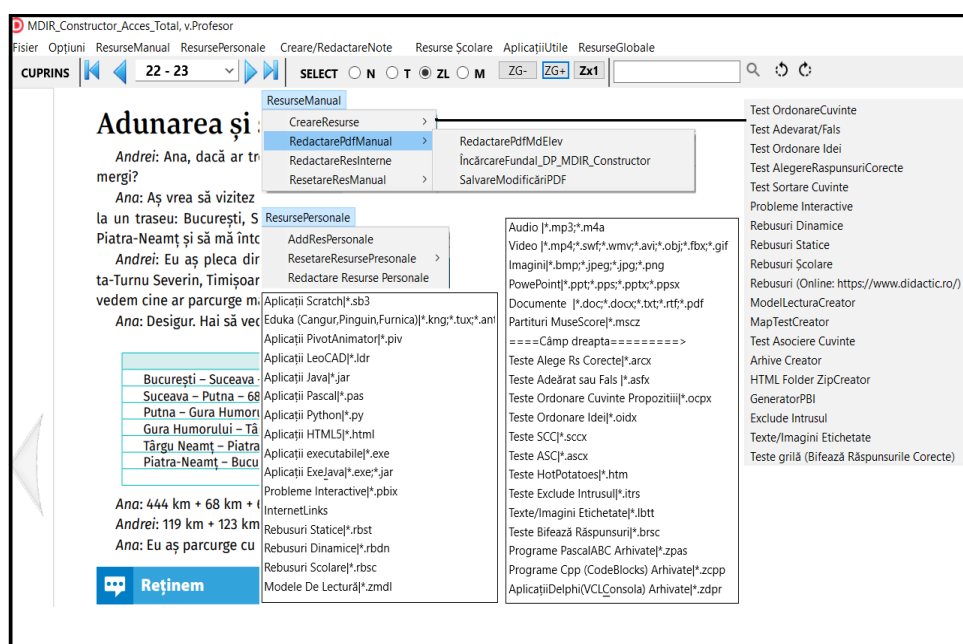 MDIR_Constructor_Acces_Total, v.Profesor
Fisier Opțiuni ResurseManual ResursePersonale Creare/RedactareNote Resurse Școlare AplicațiiUtile ResurseGlobale
CUPRINS 22 - 23 SELECT N T ZL M ZG- ZG+ Zx1
Adunarea și
Andrei: Ana, dacă ar
mergi?
Ana: Aș vrea să vizitez
la un traseu: București, S
Piatra-Neamț și să mă înto
Andrei: Eu aș pleca dir
ta-Turnu Severin, Timișoar
vedem cine ar parcurge m
Ana: Desigur. Hai să vec
București – Suceava -
Suceava – Putna – 68
Putna – Gura Humoru
Gura Humorului – Tâ
Târgu Neamț – Piatra
Piatra-Neamț – Bucu
Ana: 444 km + 68 km +
Andrei: 119 km + 123 km
Ana: Eu aș parcurge cu
Reținem
ResurseManual
CreareResurse
RedactarePdfManual
RedactareResInterne
ResetareResManual
RedactarePdfMdElev
ÎncărcareFundal_DP_MDIR_Constructor
SalvareModificăriPDF
ResursePersonale
AddResPersonale
ResetareResursePresonale
Redactare Resurse Personale
Aplicații Scratch|*.sb3
Eduka (Cangur,Pinguin,Furnica)|*.kng;*.tux;*.ant
Aplicații PivotAnimator|*.piv
Aplicații LeoCAD|*.ldr
Aplicații Java|*.jar
Aplicații Pascal|*.pas
Aplicații Python|*.py
Aplicații HTML5|*.html
Aplicații executabile|*.exe
Aplicații ExeJava|*.exe;*.jar
Probleme Interactive|*.pbix
InternetLinks
Rebusuri Statice|*.rbst
Rebusuri Dinamice|*.rbdn
Rebusuri Scolare|*.rbsc
Modele De Lectură|*.zmdl
Audio |*.mp3;*.m4a
Video |*.mp4;*.swf;*.wmv;*.avi;*.obj;*.fbx;*.gif
Imagini|*.bmp;*.jpeg;*.jpg;*.png
PowePoint|*.ppt;*.pps;*.pptx;*.ppsx
Documente |*.doc;*.docx;*.txt;*.rtf;*.pdf
Partituri MuseScore|*.mscz
====Câmp dreapta=========>
Teste Alege Rs Corecte|*.arcx
Teste Adeărat sau Fals |*.asfx
Teste Ordonare Cuvinte Propozitiii|*.ocpx
Teste Ordonare Idei|*.oidx
Teste SCC|*.sccx
Teste ASC|*.ascx
Teste HotPotatoes|*.htm
Teste Exclude Intrusul|*.itrs
Texte/Imagini Etichetate|*.lbtt
Teste Bifează Răspunsuri|*.brsc
Programe PascalABC Arhivate|*.zpas
Programe Cpp (CodeBlocks) Arhivate|*.zcpp
AplicațiiDelphi(VCLConsola) Arhivate|*.zdpr
Test OrdonareCuvinte
Test Adevarat/Fals
Test Ordonare Idei
Test AlegereRaspunsuriCorecte
Test Sortare Cuvinte
Probleme Interactive
Rebusuri Dinamice
Rebusuri Statice
Rebusuri Școlare
Rebusuri (Online: https://www.didactic.ro/)
ModelLecturaCreator
MapTestCreator
Test Asociere Cuvinte
Arhive Creator
HTML Folder ZipCreator
GeneratorPBI
Exclude Intrusul
Texte/Imagini Etichetate
Teste grilă (Bifează Răspunsurile Corecte)